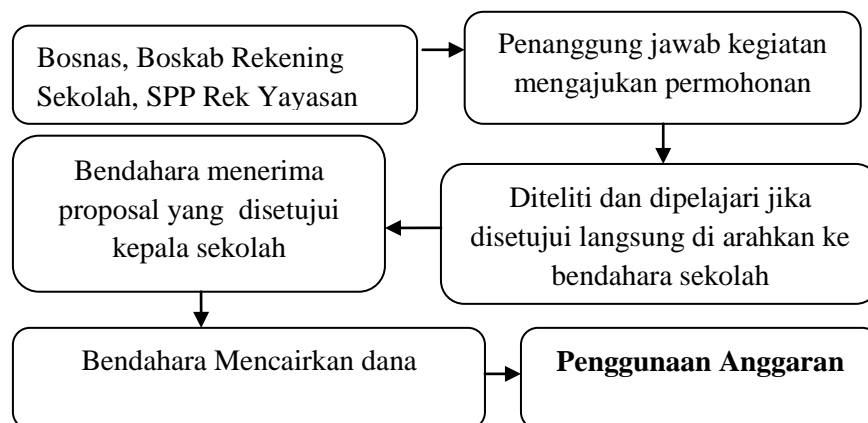 Bosnas, Boskab Rekening
Sekolah, SPP Rek Yayasan
Penanggung jawab kegiatan
mengajukan permohonan
Diteliti dan dipelajari jika
disetujui langsung di arahkan ke
bendahara sekolah
Bendahara menerima
proposal yang  disetujui
kepala sekolah
Bendahara Mencairkan dana
Penggunaan Anggaran